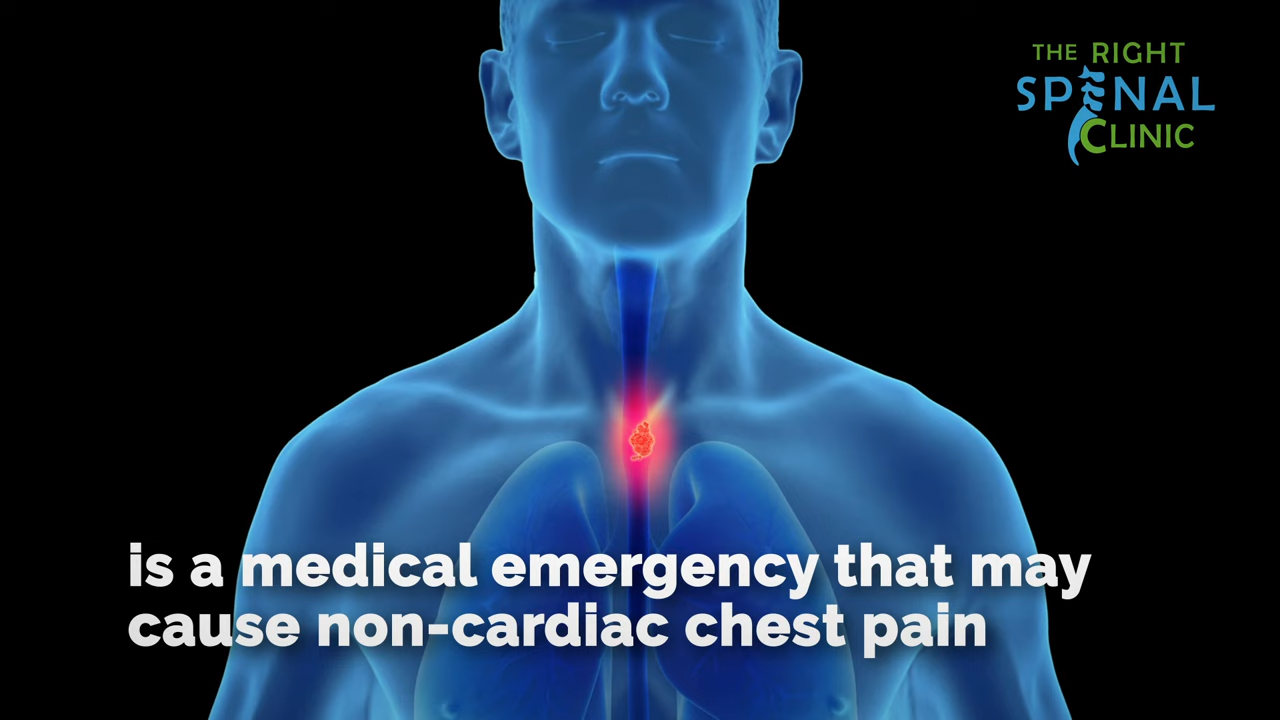 THE RIGHT
SPINAL
CLINIC
is a medical emergency that may
cause non-cardiac chest pain